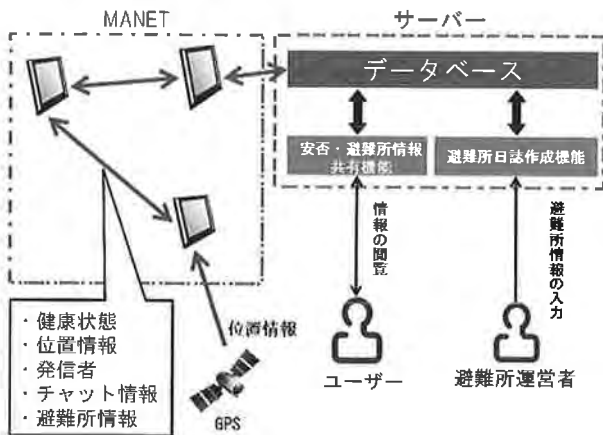 MANET
サーバー
データベース
安否・避難所情報
共有機能
避難所日誌作成機能
情報の閲覧
避難所情報の入力
・健康状態
・位置情報
・発信者
・チャット情報
・避難所情報
位置情報
GPS
ユーザー
避難所運営者